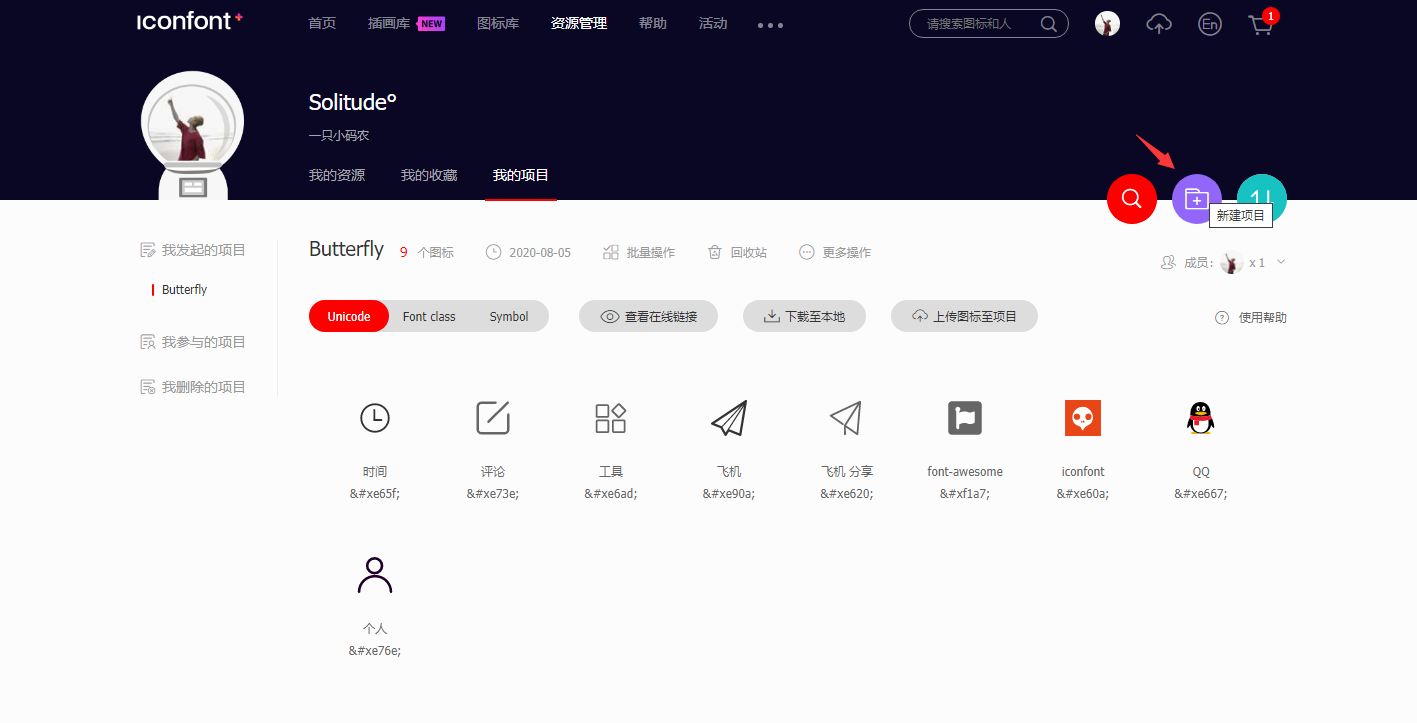 iconfont+ 首页 插画库 NEW 图标库 资源管理 帮助 活动 请搜索图标和人 En 1
Solitude°
一只小码农
我的资源 我的收藏 我的项目
新建项目
我发起的项目
Butterfly
我参与的项目
我删除的项目
Butterfly 9 个图标 2020-08-05 批量操作 回收站 更多操作 成员: x 1
Unicode Font class Symbol 查看在线链接 下载至本地 上传图标至项目 使用帮助
时间 评论 工具 飞机 飞机 分享 font-awesome iconfont QQ
&#xe65f; &#xe73e; &#xe6ad; &#xe90a; &#xe620; &#xf1a7; &#xe60a; &#xe667;
个人
&#xe76e;